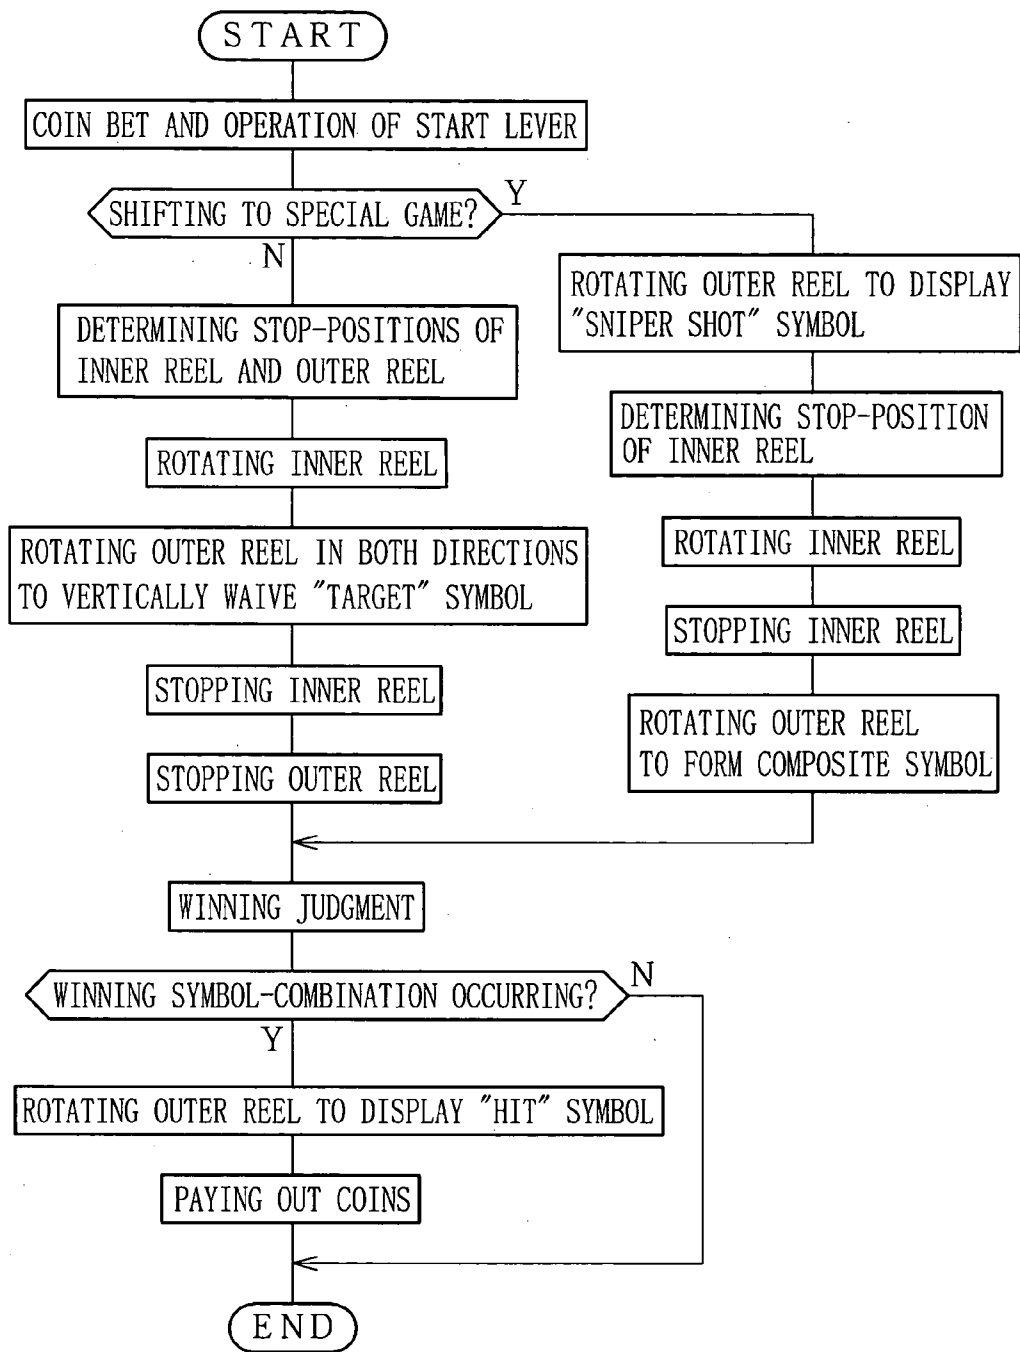 START
COIN BET AND OPERATION OF START LEVER
SHIFTING TO SPECIAL GAME?
Y
N
DETERMINING STOP-POSITIONS OF
INNER REEL AND OUTER REEL
ROTATING INNER REEL
ROTATING OUTER REEL IN BOTH DIRECTIONS
TO VERTICALLY WAIVE "TARGET" SYMBOL
STOPPING INNER REEL
STOPPING OUTER REEL
ROTATING OUTER REEL TO DISPLAY
"SNIPER SHOT" SYMBOL
DETERMINING STOP-POSITION
OF INNER REEL
ROTATING INNER REEL
STOPPING INNER REEL
ROTATING OUTER REEL
TO FORM COMPOSITE SYMBOL
WINNING JUDGMENT
WINNING SYMBOL-COMBINATION OCCURRING?
N
Y
ROTATING OUTER REEL TO DISPLAY "HIT" SYMBOL
PAYING OUT COINS
END